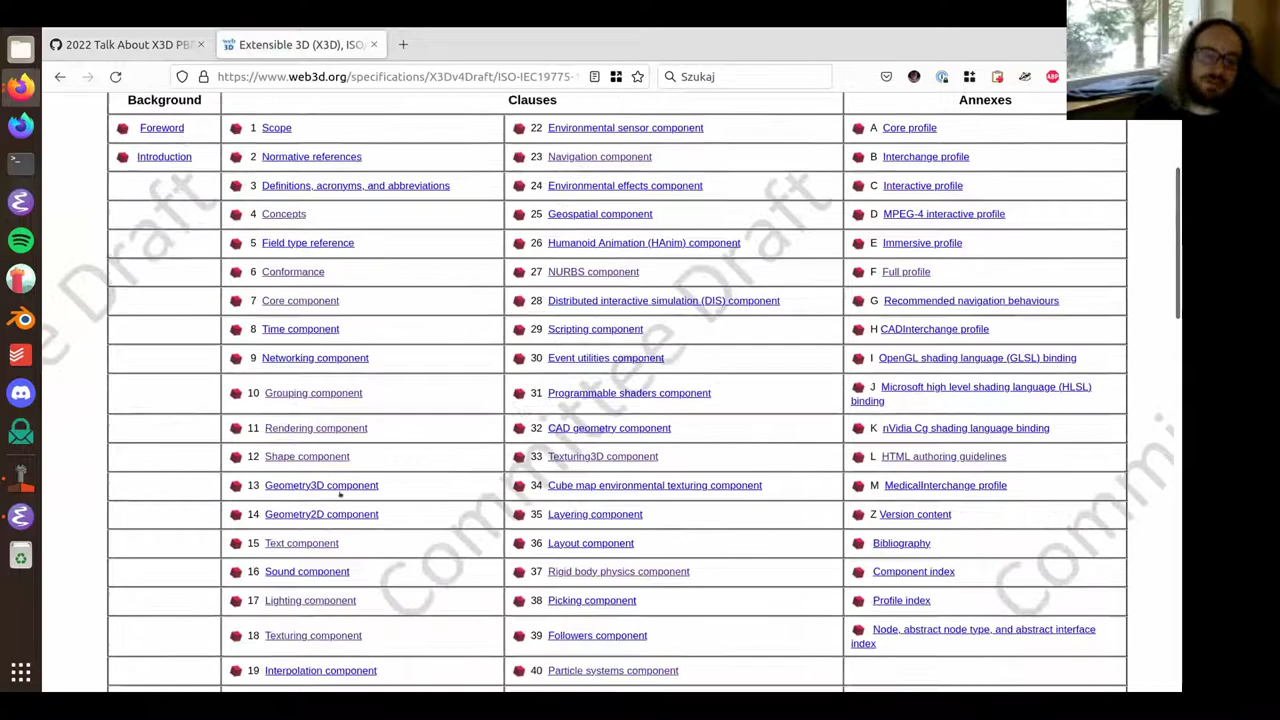 2022 Talk About X3D PBR
Extensible 3D (X3D), ISO
https://www.web3d.org/specifications/X3Dv4Draft/ISO-IEC19775-
Szukaj
ABP
Background Clauses Annexes
Foreword 1 Scope 22 Environmental sensor component A Core profile
Introduction 2 Normative references 23 Navigation component B Interchange profile
3 Definitions, acronyms, and abbreviations 24 Environmental effects component C Interactive profile
4 Concepts 25 Geospatial component D MPEG-4 interactive profile
5 Field type reference 26 Humanoid Animation (HAnim) component E Immersive profile
6 Conformance 27 NURBS component F Full profile
7 Core component 28 Distributed interactive simulation (DIS) component G Recommended navigation behaviours
8 Time component 29 Scripting component H CADInterchange profile
9 Networking component 30 Event utilities component I OpenGL shading language (GLSL) binding
10 Grouping component 31 Programmable shaders component J Microsoft high level shading language (HLSL)
binding
11 Rendering component 32 CAD geometry component K nVidia Cg shading language binding
12 Shape component 33 Texturing3D component L HTML authoring guidelines
13 Geometry3D component 34 Cube map environmental texturing component M MedicalInterchange profile
14 Geometry2D component 35 Layering component Z Version content
15 Text component 36 Layout component Bibliography
16 Sound component 37 Rigid body physics component Component index
17 Lighting component 38 Picking component Profile index
18 Texturing component 39 Followers component Node, abstract node type, and abstract interface
index
19 Interpolation component 40 Particle systems component
Committee Draft